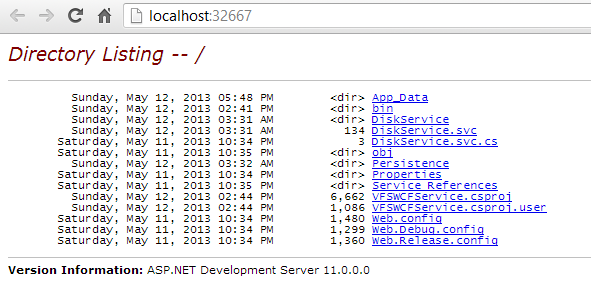 localhost:32667
Directory Listing -- /
Sunday, May 12, 2013 05:48 PM <dir> App_Data
Sunday, May 12, 2013 02:41 PM <dir> bin
Sunday, May 12, 2013 03:31 AM <dir> DiskService
Sunday, May 12, 2013 03:31 AM 134 DiskService.svc
Saturday, May 11, 2013 10:34 PM 3 DiskService.svc.cs
Saturday, May 11, 2013 10:35 PM <dir> obj
Sunday, May 12, 2013 03:32 AM <dir> Persistence
Saturday, May 11, 2013 10:34 PM <dir> Properties
Saturday, May 11, 2013 10:35 PM <dir> Service References
Sunday, May 12, 2013 02:44 PM 6,662 VFSWCFService.csproj
Sunday, May 12, 2013 02:44 PM 1,086 VFSWCFService.csproj.user
Saturday, May 11, 2013 10:34 PM 1,480 Web.config
Saturday, May 11, 2013 10:34 PM 1,299 Web.Debug.config
Saturday, May 11, 2013 10:34 PM 1,360 Web.Release.config
Version Information: ASP.NET Development Server 11.0.0.0